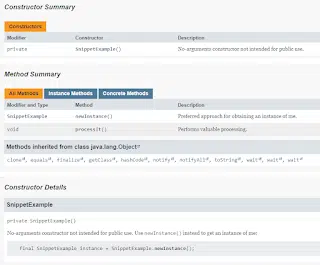 Constructor Summary
Constructors
Modifier Constructor Description
private SnippetExample() No-arguments constructor not intended for public use.
Method Summary
All Methods Instance Methods Concrete Methods
Modifier and Type Method Description
SnippetExample newInstance() Preferred approach for obtaining an instance of me.
void processIt() Performs valuable processing.
Methods inherited from class java.lang.Object
clone, equals, finalize, getClass, hashCode, notify, notifyAll, toString, wait, wait, wait
Constructor Details
SnippetExample
private SnippetExample()
No-arguments constructor not intended for public use. Use newInstance() instead to get an instance of me:
final SnippetExample instance = SnippetExample.newInstance();